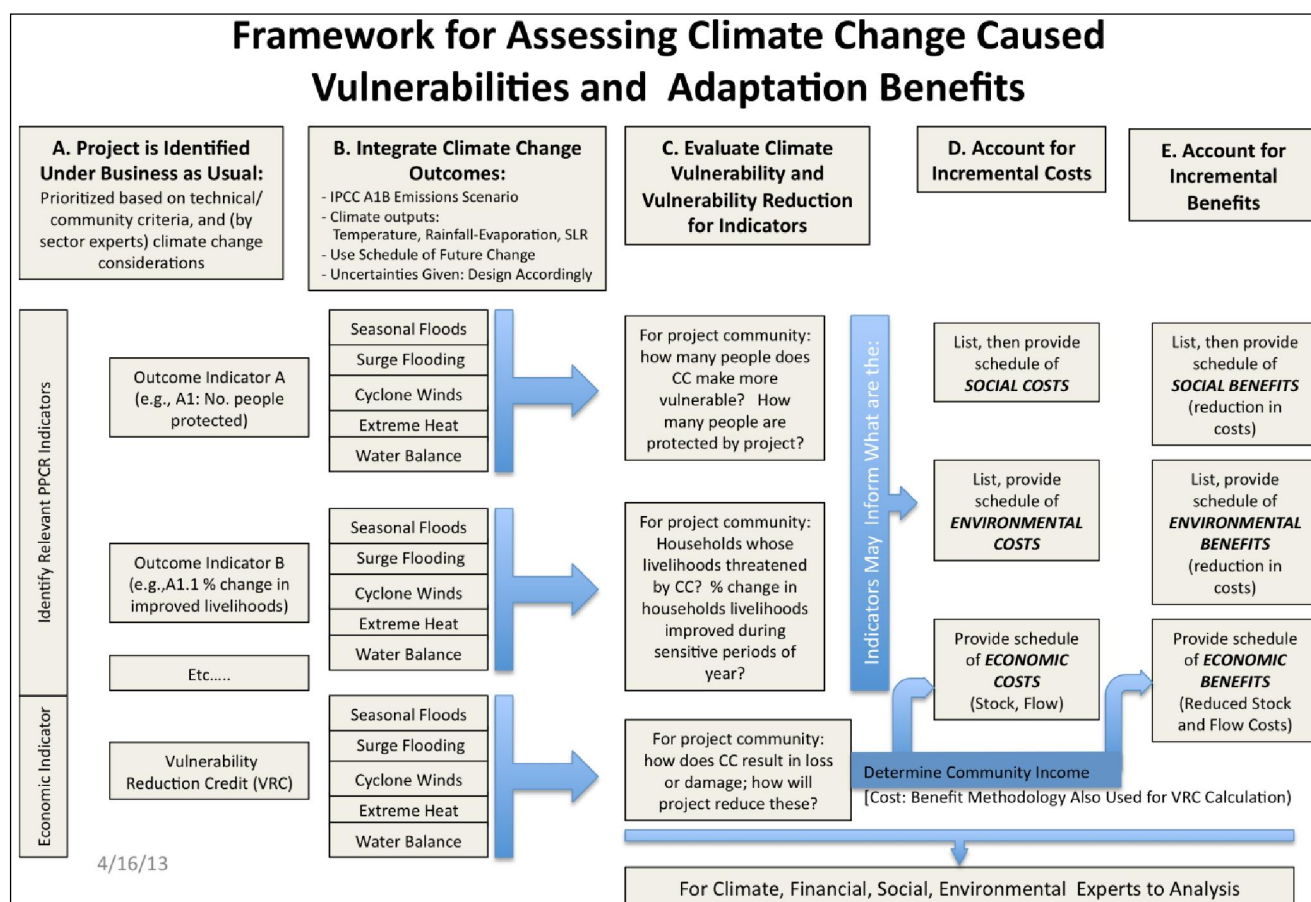 Framework for Assessing Climate Change Caused
Vulnerabilities and Adaptation Benefits
A. Project is Identified
Under Business as Usual:
Prioritized based on technical/
community criteria, and (by
sector experts) climate change
considerations
B. Integrate Climate Change
Outcomes:
- IPCC A1B Emissions Scenario
- Climate outputs:
Temperature, Rainfall-Evaporation, SLR
- Use Schedule of Future Change
- Uncertainties Given: Design Accordingly
C. Evaluate Climate
Vulnerability and
Vulnerability Reduction
for Indicators
D. Account for
Incremental Costs
E. Account for
Incremental
Benefits
Identify Relevant PPCR Indicators
Outcome Indicator A
(e.g., A1: No. people
protected)
Seasonal Floods
Surge Flooding
Cyclone Winds
Extreme Heat
Water Balance
For project community:
how many people does
CC make more
vulnerable? How
many people are
protected by project?
Indicators May Inform What are the:
List, then provide
schedule of
SOCIAL COSTS
List, then provide
schedule of
SOCIAL BENEFITS
(reduction in
costs)
Outcome Indicator B
(e.g.,A1.1 % change in
improved livelihoods)
Seasonal Floods
Surge Flooding
Cyclone Winds
Extreme Heat
Water Balance
For project community:
Households whose
livelihoods threatened
by CC? % change in
households livelihoods
improved during
sensitive periods of
year?
List, provide
schedule of
ENVIRONMENTAL
COSTS
List, provide
schedule of
ENVIRONMENTAL
BENEFITS
(reduction in
costs)
Etc.....
Provide schedule
of ECONOMIC
COSTS
(Stock, Flow)
Provide schedule
of ECONOMIC
BENEFITS
(Reduced Stock
and Flow Costs)
Economic Indicator
Vulnerability
Reduction Credit (VRC)
Seasonal Floods
Surge Flooding
Cyclone Winds
Extreme Heat
Water Balance
For project community:
how does CC result in
loss or damage; how will
project reduce these?
Determine Community Income
[Cost: Benefit Methodology Also Used for VRC Calculation)
4/16/13
For Climate, Financial, Social, Environmental Experts to Analysis